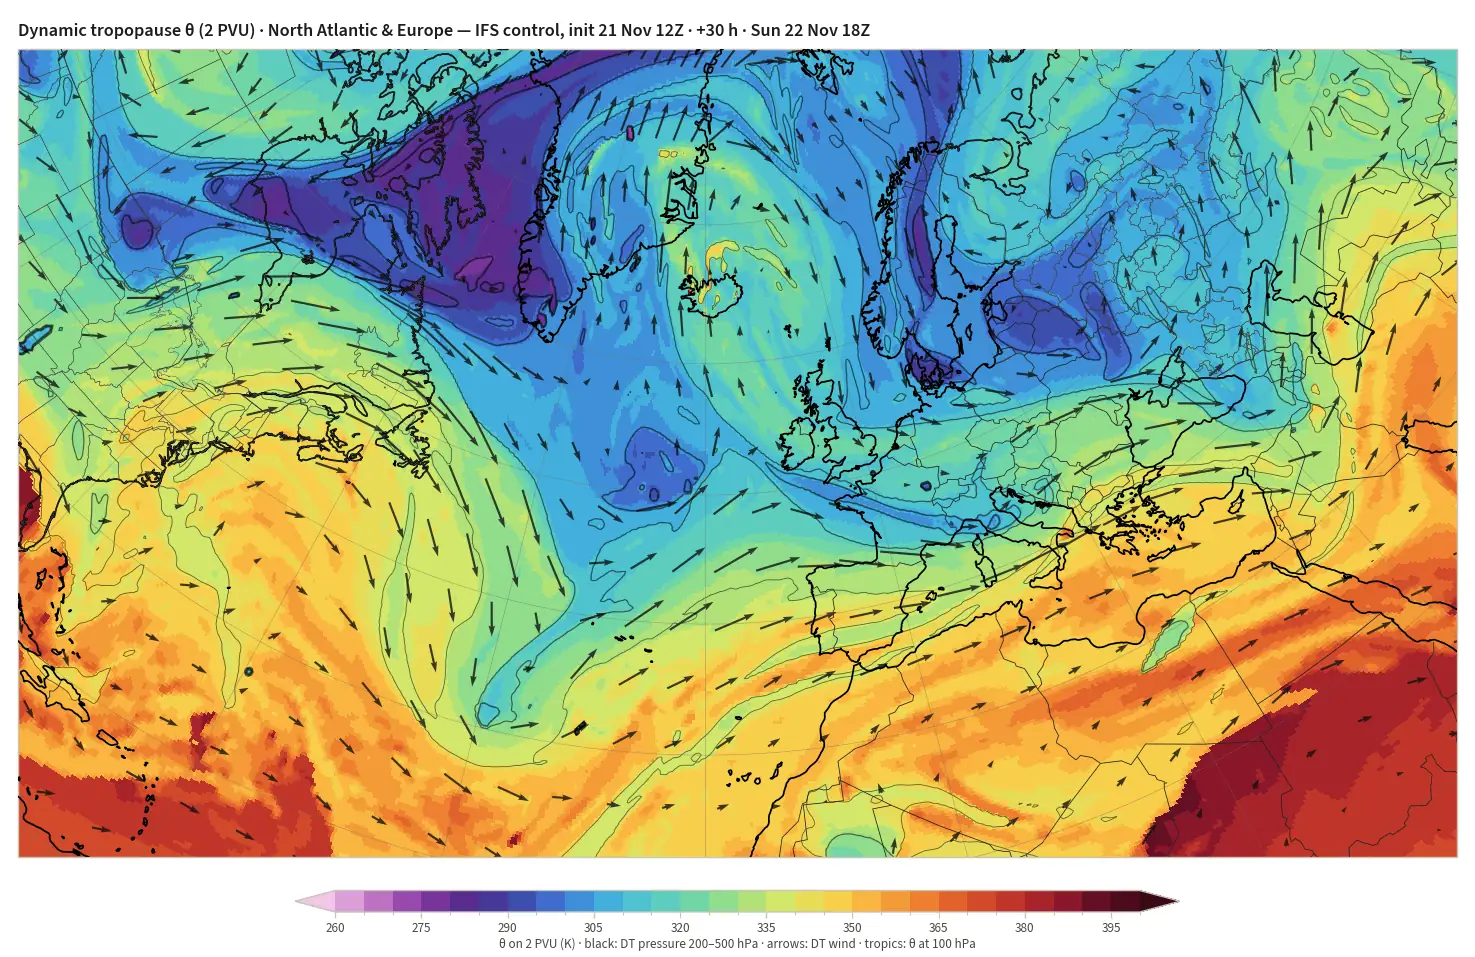 Dynamic tropopause θ (2 PVU) · North Atlantic & Europe — IFS control, init 21 Nov 12Z · +30 h · Sun 22 Nov 18Z
260 275 290 305 320 335 350 365 380 395
θ on 2 PVU (K) · black: DT pressure 200–500 hPa · arrows: DT wind · tropics: θ at 100 hPa